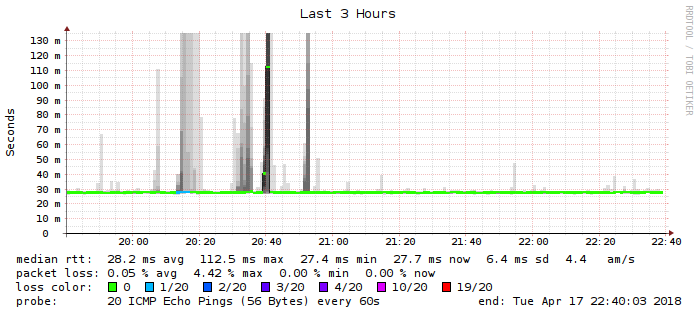 Last 3 Hours
RRDTOOL / TOBI OETIKER
Seconds
130 m
120 m
110 m
100 m
90 m
80 m
70 m
60 m
50 m
40 m
30 m
20 m
10 m
0
20:00 20:20 20:40 21:00 21:20 21:40 22:00 22:20 22:40
median rtt: 28.2 ms avg 112.5 ms max 27.4 ms min 27.7 ms now 6.4 ms sd 4.4 am/s
packet loss: 0.05 % avg 4.42 % max 0.00 % min 0.00 % now
loss color: 0 1/20 2/20 3/20 4/20 10/20 19/20
probe: 20 ICMP Echo Pings (56 Bytes) every 60s end: Tue Apr 17 22:40:03 2018